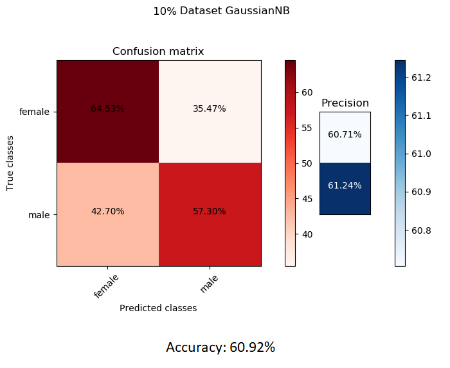 10% Dataset GaussianNB
Confusion matrix
female
64.53%
35.47%
male
42.70%
57.30%
True classes
female
male
Predicted classes
60
55
50
45
40
Precision
60.71%
61.24%
61.2
61.1
61.0
60.9
60.8
Accuracy: 60.92%